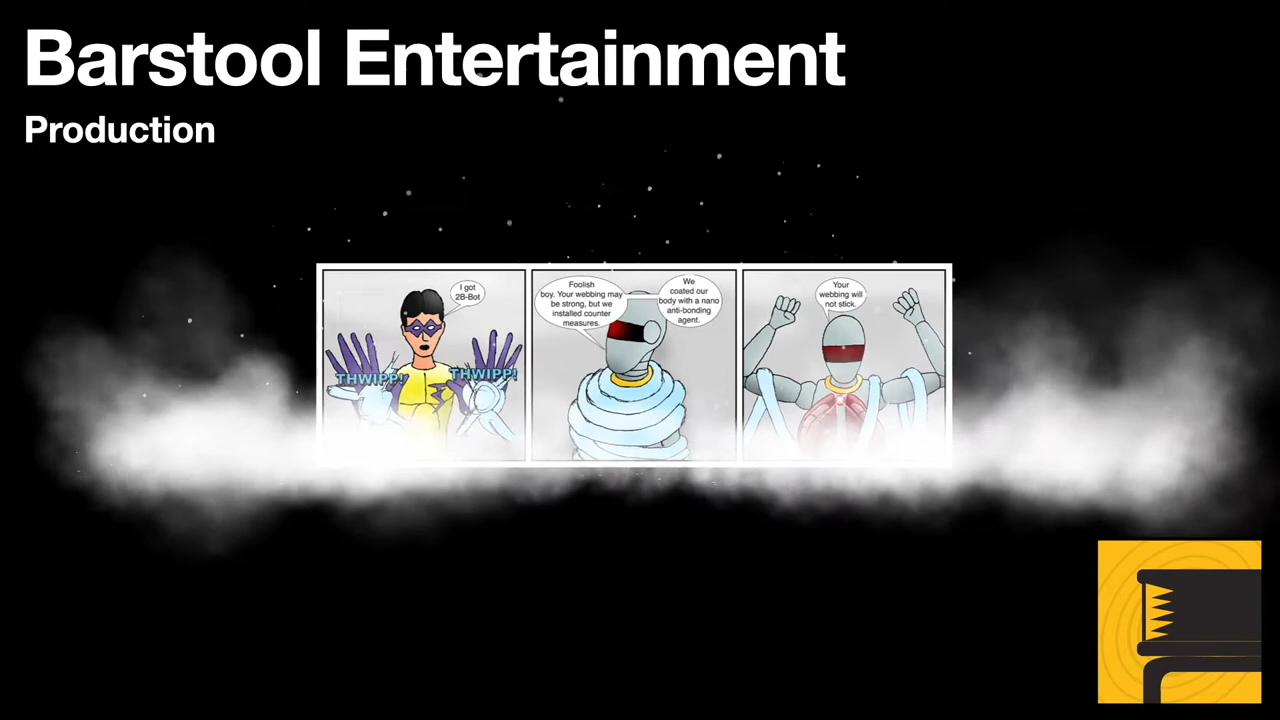 Barstool Entertainment
Production
I got
2B-Bot
THWIPP!
THWIPP!
Foolish
boy. Your webbing may
be strong, but we
installed counter
measures.
We
coated our
body with a nano
anti-bonding
agent.
Your
webbing will
not stick.